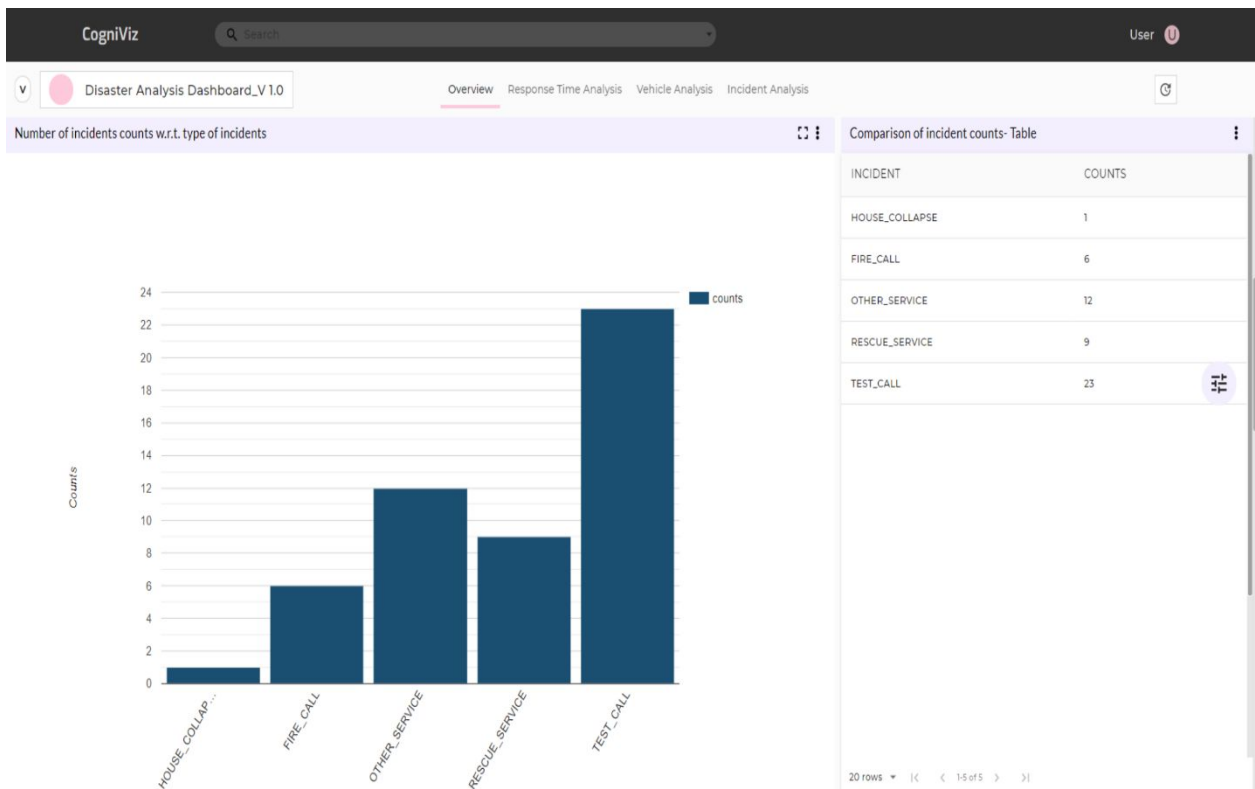 CogniViz
Search
User U
V
Disaster Analysis Dashboard_V 1.0
Overview Response Time Analysis Vehicle Analysis Incident Analysis
Number of incidents counts w.r.t. type of incidents
24
22
20
18
16
14
12
10
8
6
4
2
0
Counts
counts
HOUSE_COLLAP...
FIRE_CALL
OTHER_SERVICE
RESCUE_SERVICE
TEST_CALL
Comparison of incident counts- Table
INCIDENT COUNTS
HOUSE_COLLAPSE 1
FIRE_CALL 6
OTHER_SERVICE 12
RESCUE_SERVICE 9
TEST_CALL 23
20 rows |< < 1-5 of 5 > >|